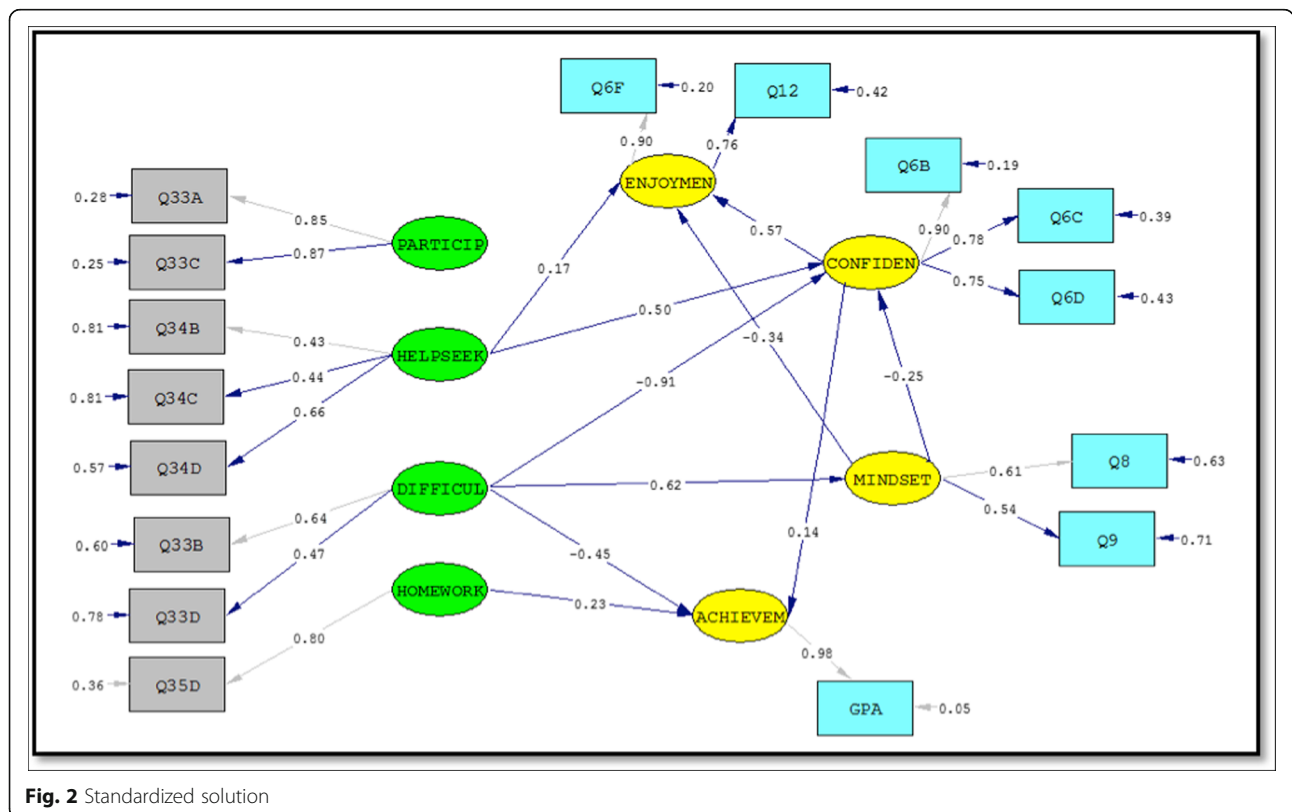 Q6F
0.20
Q12
0.42
0.90
0.76
Q6B
0.19
ENJOYMEN
0.28
Q33A
0.85
Q6C
0.39
0.90
0.78
PARTICIP
0.57
0.25
Q33C
0.87
CONFIDEN
0.17
0.75
Q6D
0.43
0.50
0.81
Q34B
0.43
HELPSEEK
-0.34
0.44
-0.91
-0.25
0.81
Q34C
0.66
0.57
Q34D
0.61
Q8
0.63
DIFFICUL
0.62
MINDSET
0.64
0.54
0.60
Q33B
0.47
0.14
Q9
0.71
-0.45
HOMEWORK
0.23
0.78
Q33D
ACHIEVEM
0.80
0.98
0.36
Q35D
GPA
0.05
Fig. 2 Standardized solution